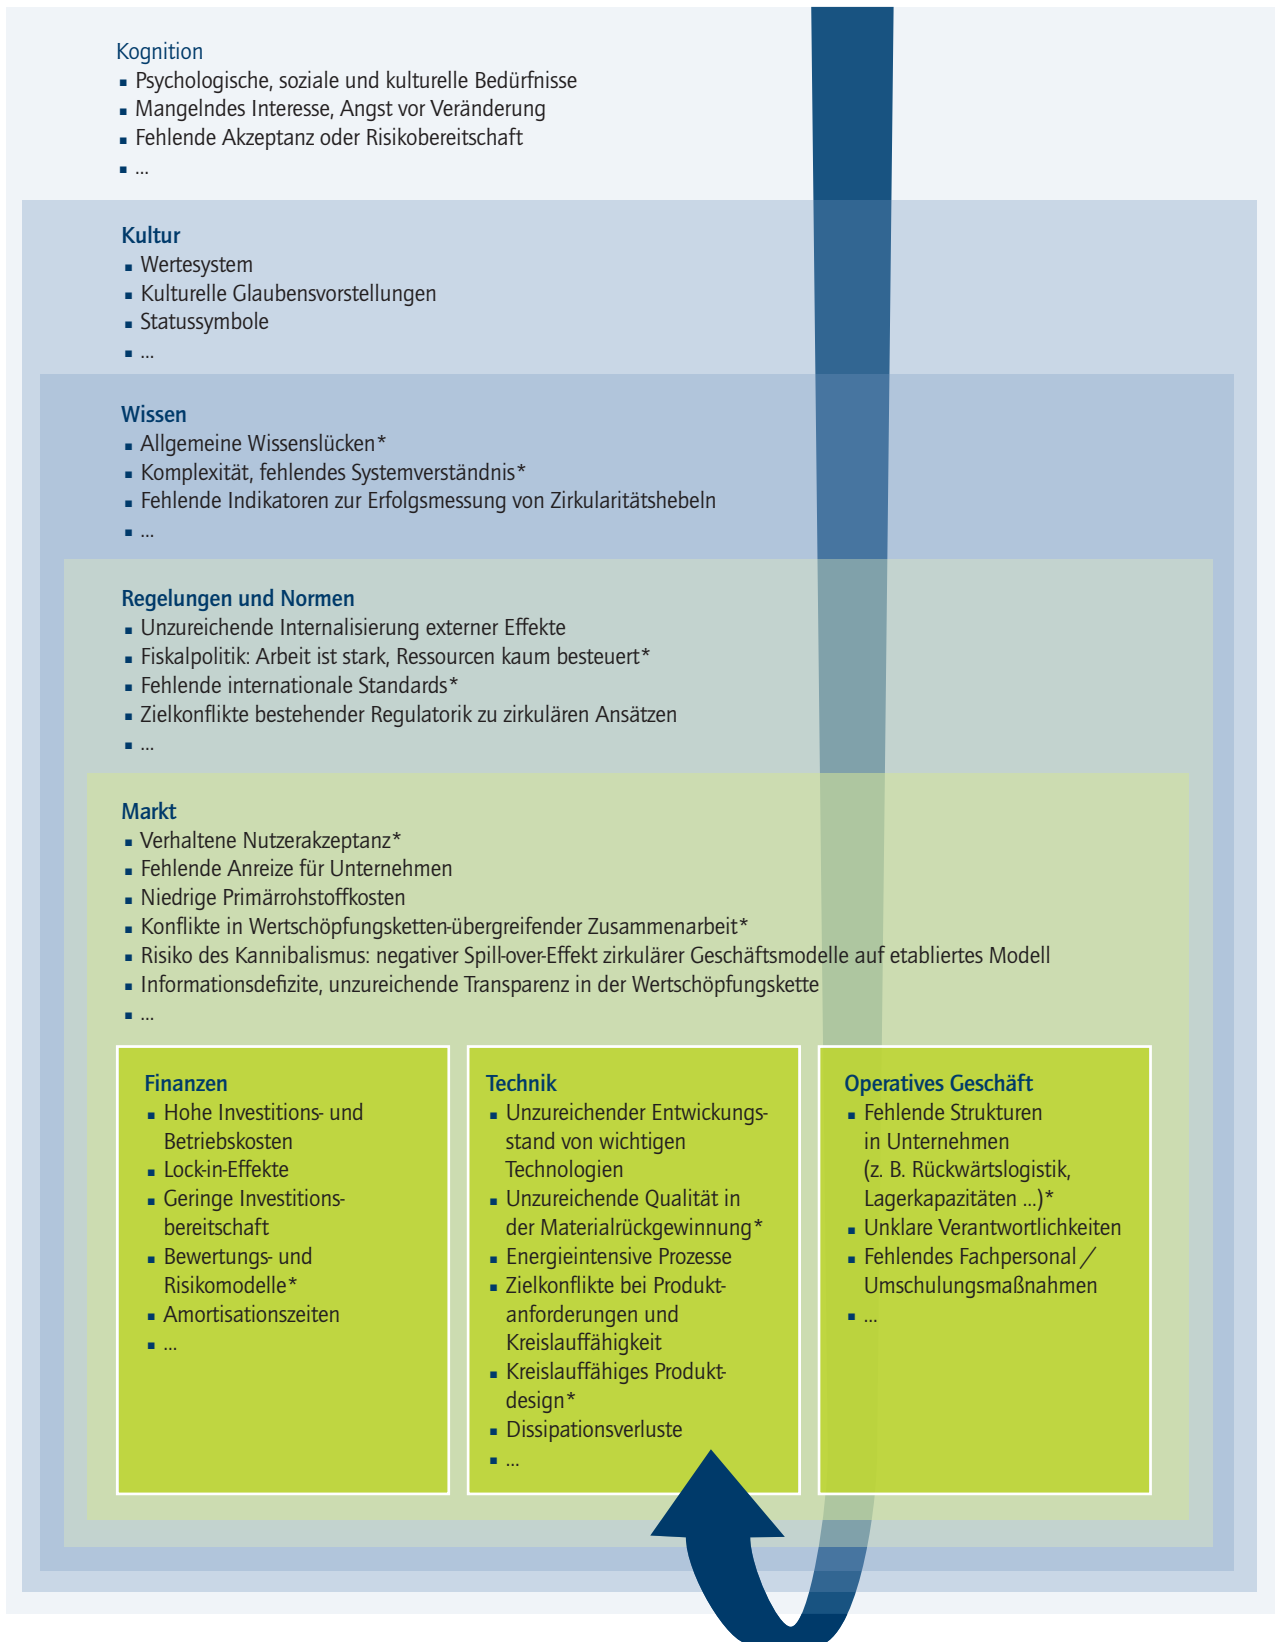 Kognition
▪ Psychologische, soziale und kulturelle Bedürfnisse
▪ Mangelndes Interesse, Angst vor Veränderung
▪ Fehlende Akzeptanz oder Risikobereitschaft
▪ ...
Kultur
▪ Wertesystem
▪ Kulturelle Glaubensvorstellungen
▪ Statussymbole
▪ ...
Wissen
▪ Allgemeine Wissenslücken*
▪ Komplexität, fehlendes Systemverständnis*
▪ Fehlende Indikatoren zur Erfolgsmessung von Zirkularitätshebeln
▪ ...
Regelungen und Normen
▪ Unzureichende Internalisierung externer Effekte
▪ Fiskalpolitik: Arbeit ist stark, Ressourcen kaum besteuert*
▪ Fehlende internationale Standards*
▪ Zielkonflikte bestehender Regulatorik zu zirkulären Ansätzen
▪ ...
Markt
▪ Verhaltene Nutzerakzeptanz*
▪ Fehlende Anreize für Unternehmen
▪ Niedrige Primärrohstoffkosten
▪ Konflikte in Wertschöpfungsketten-übergreifender Zusammenarbeit*
▪ Risiko des Kannibalismus: negativer Spill-over-Effekt zirkulärer Geschäftsmodelle auf etabliertes Modell
▪ Informationsdefizite, unzureichende Transparenz in der Wertschöpfungskette
▪ ...
Finanzen
▪ Hohe Investitions- und
Betriebskosten
▪ Lock-in-Effekte
▪ Geringe Investitions-
bereitschaft
▪ Bewertungs- und
Risikomodelle*
▪ Amortisationszeiten
▪ ...
Technik
▪ Unzureichender Entwickungs-
stand von wichtigen
Technologien
▪ Unzureichende Qualität in
der Materialrückgewinnung*
▪ Energieintensive Prozesse
▪ Zielkonflikte bei Produkt-
anforderungen und
Kreislauffähigkeit
▪ Kreislauffähiges Produkt-
design*
▪ Dissipationsverluste
▪ ...
Operatives Geschäft
▪ Fehlende Strukturen
in Unternehmen
(z. B. Rückwärtslogistik,
Lagerkapazitäten ...)*
▪ Unklare Verantwortlichkeiten
▪ Fehlendes Fachpersonal /
Umschulungsmaßnahmen
▪ ...